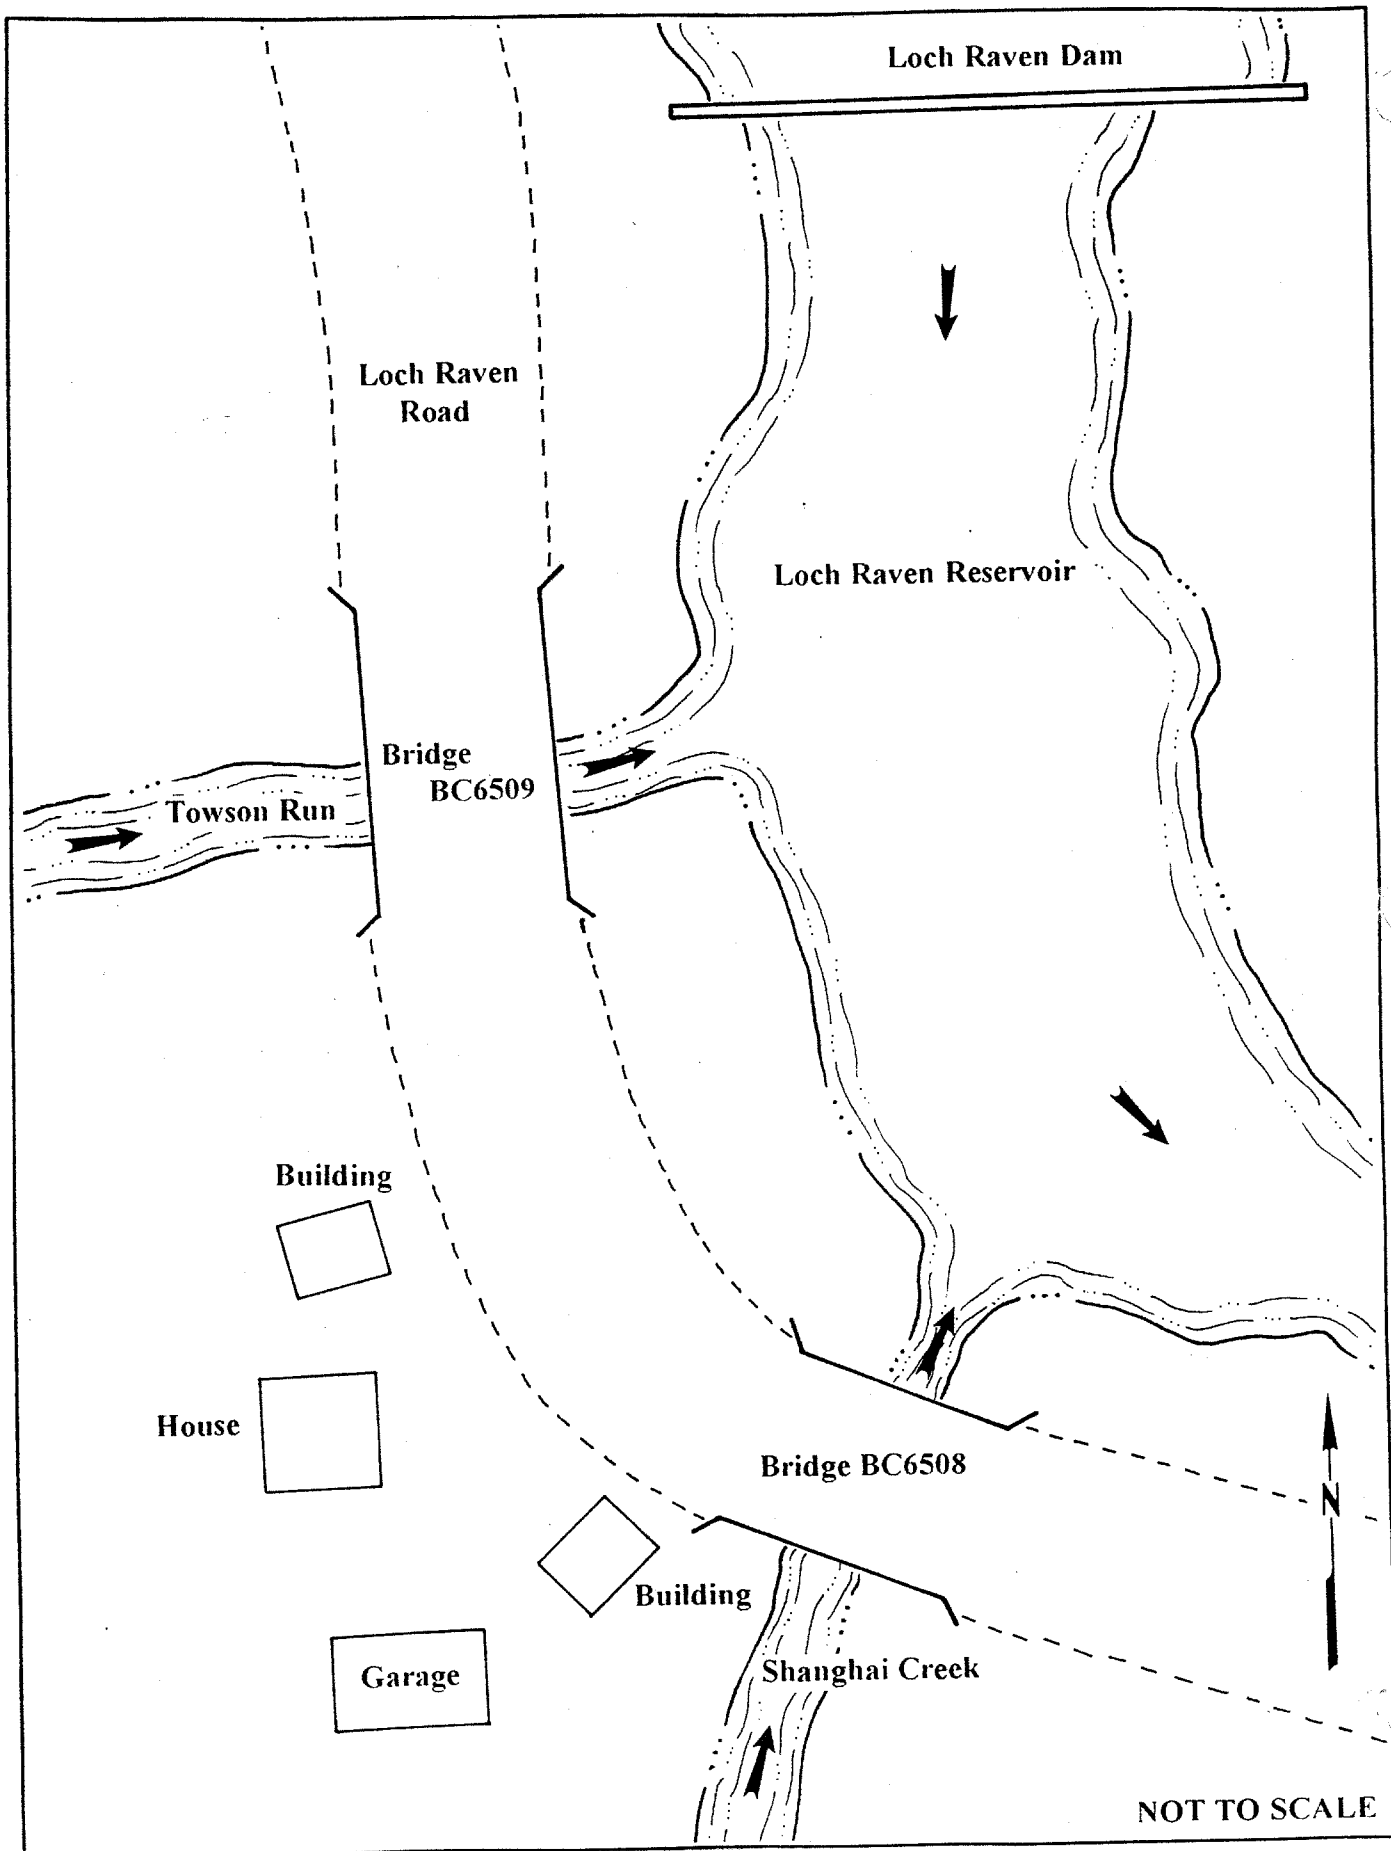 Loch Raven Dam
Loch Raven
Road
Loch Raven Reservoir
Bridge
BC6509
Towson Run
Building
House
Bridge BC6508
N
Building
Garage
Shanghai Creek
NOT TO SCALE